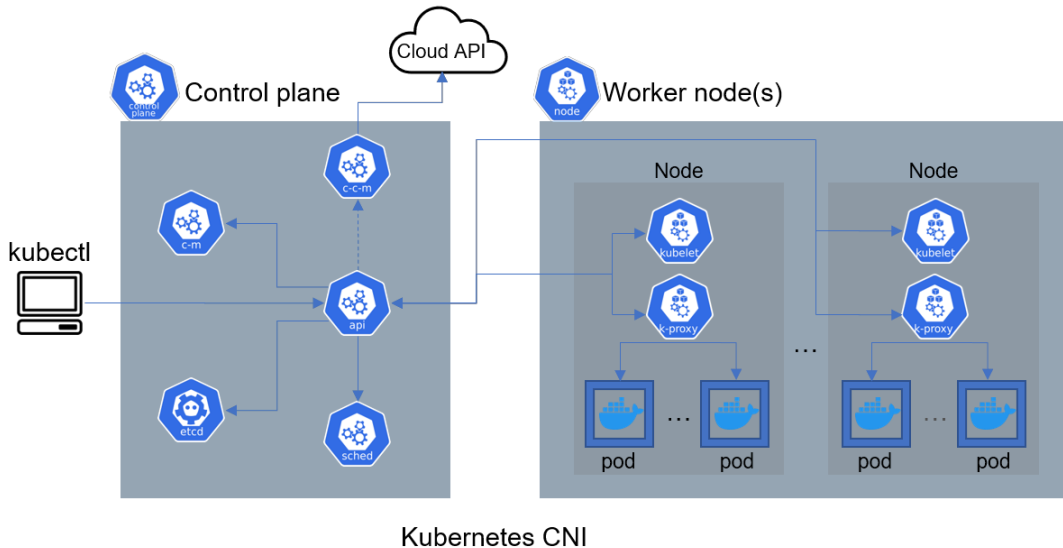 Cloud API
control
plane
Control plane
node
Worker node(s)
c-c-m
Node
Node
c-m
kubelet
kubelet
kubectl
api
k-proxy
k-proxy
...
etcd
sched
...
...
pod
pod
pod
pod
Kubernetes CNI